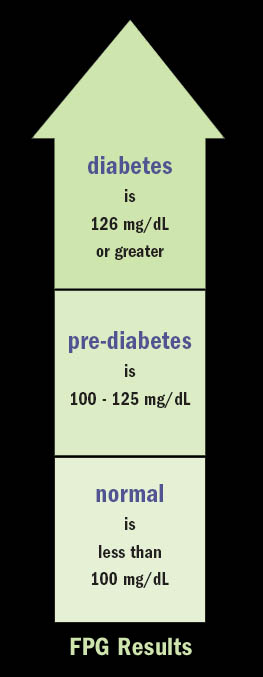 diabetes
is
126 mg/dL
or greater
pre-diabetes
is
100 - 125 mg/dL
normal
is
less than
100 mg/dL
FPG Results